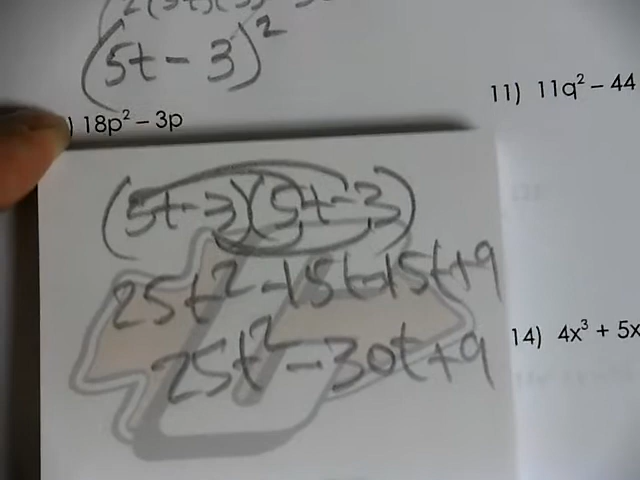 (5t - 3)²
11) 11q² - 44
) 18p² - 3p
(5t-3)(5t-3)
25t² -15t-15t+9
25t² -30t+9
14) 4x³ + 5x